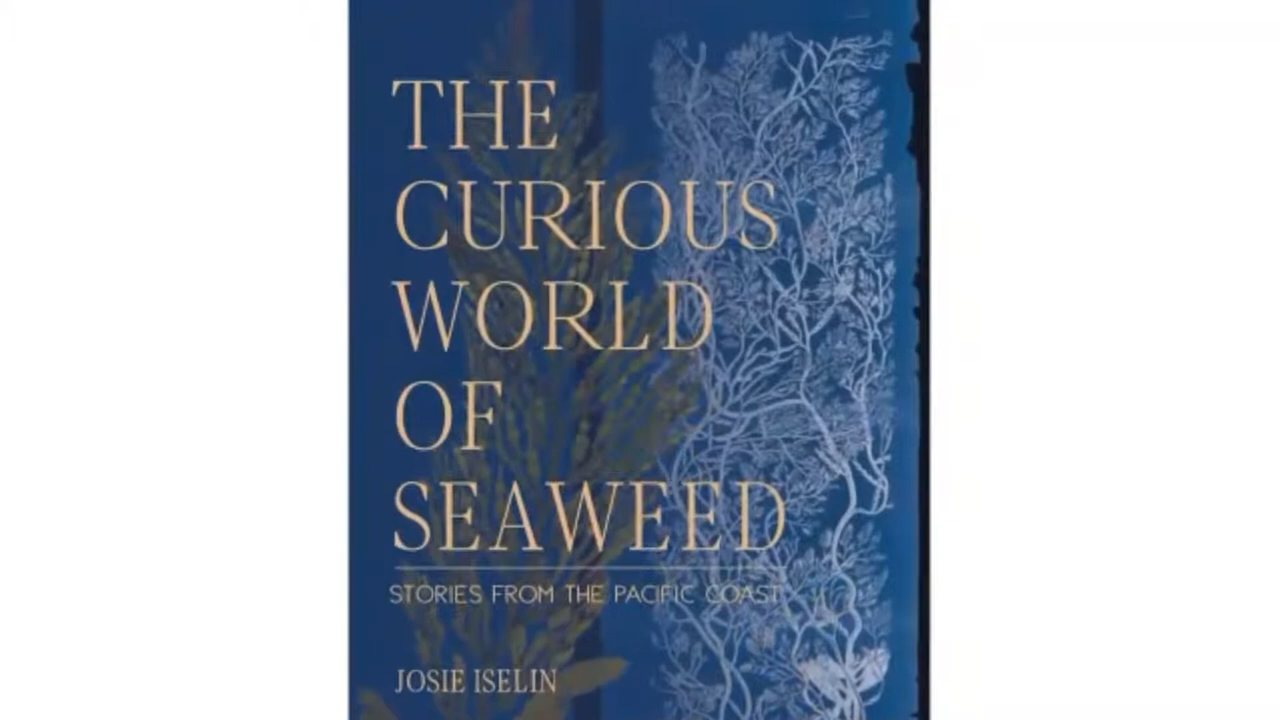 THE
CURIOUS
WORLD
OF
SEAWEED
STORIES FROM THE PACIFIC COAST
JOSIE ISELIN